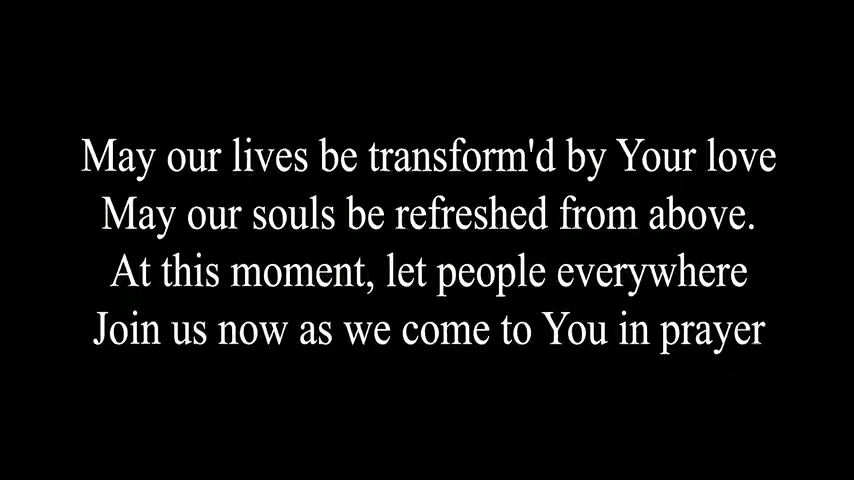 May our lives be transform'd by Your love
May our souls be refreshed from above.
At this moment, let people everywhere
Join us now as we come to You in prayer